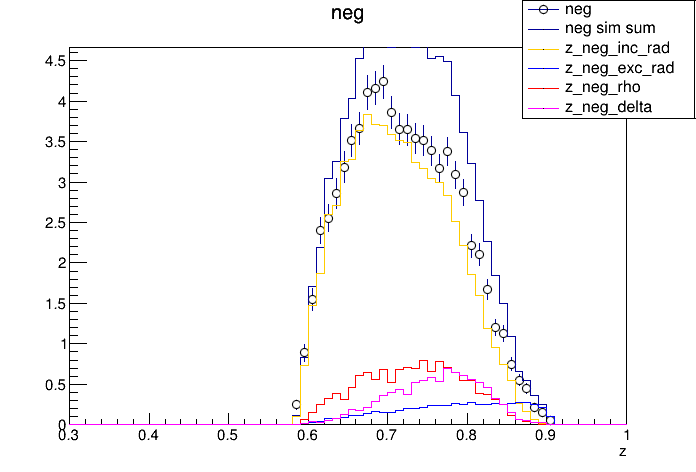 neg
neg
neg sim sum
z_neg_inc_rad
z_neg_exc_rad
z_neg_rho
z_neg_delta
4.5
4
3.5
3
2.5
2
1.5
1
0.5
0
0.3 0.4 0.5 0.6 0.7 0.8 0.9 1
z